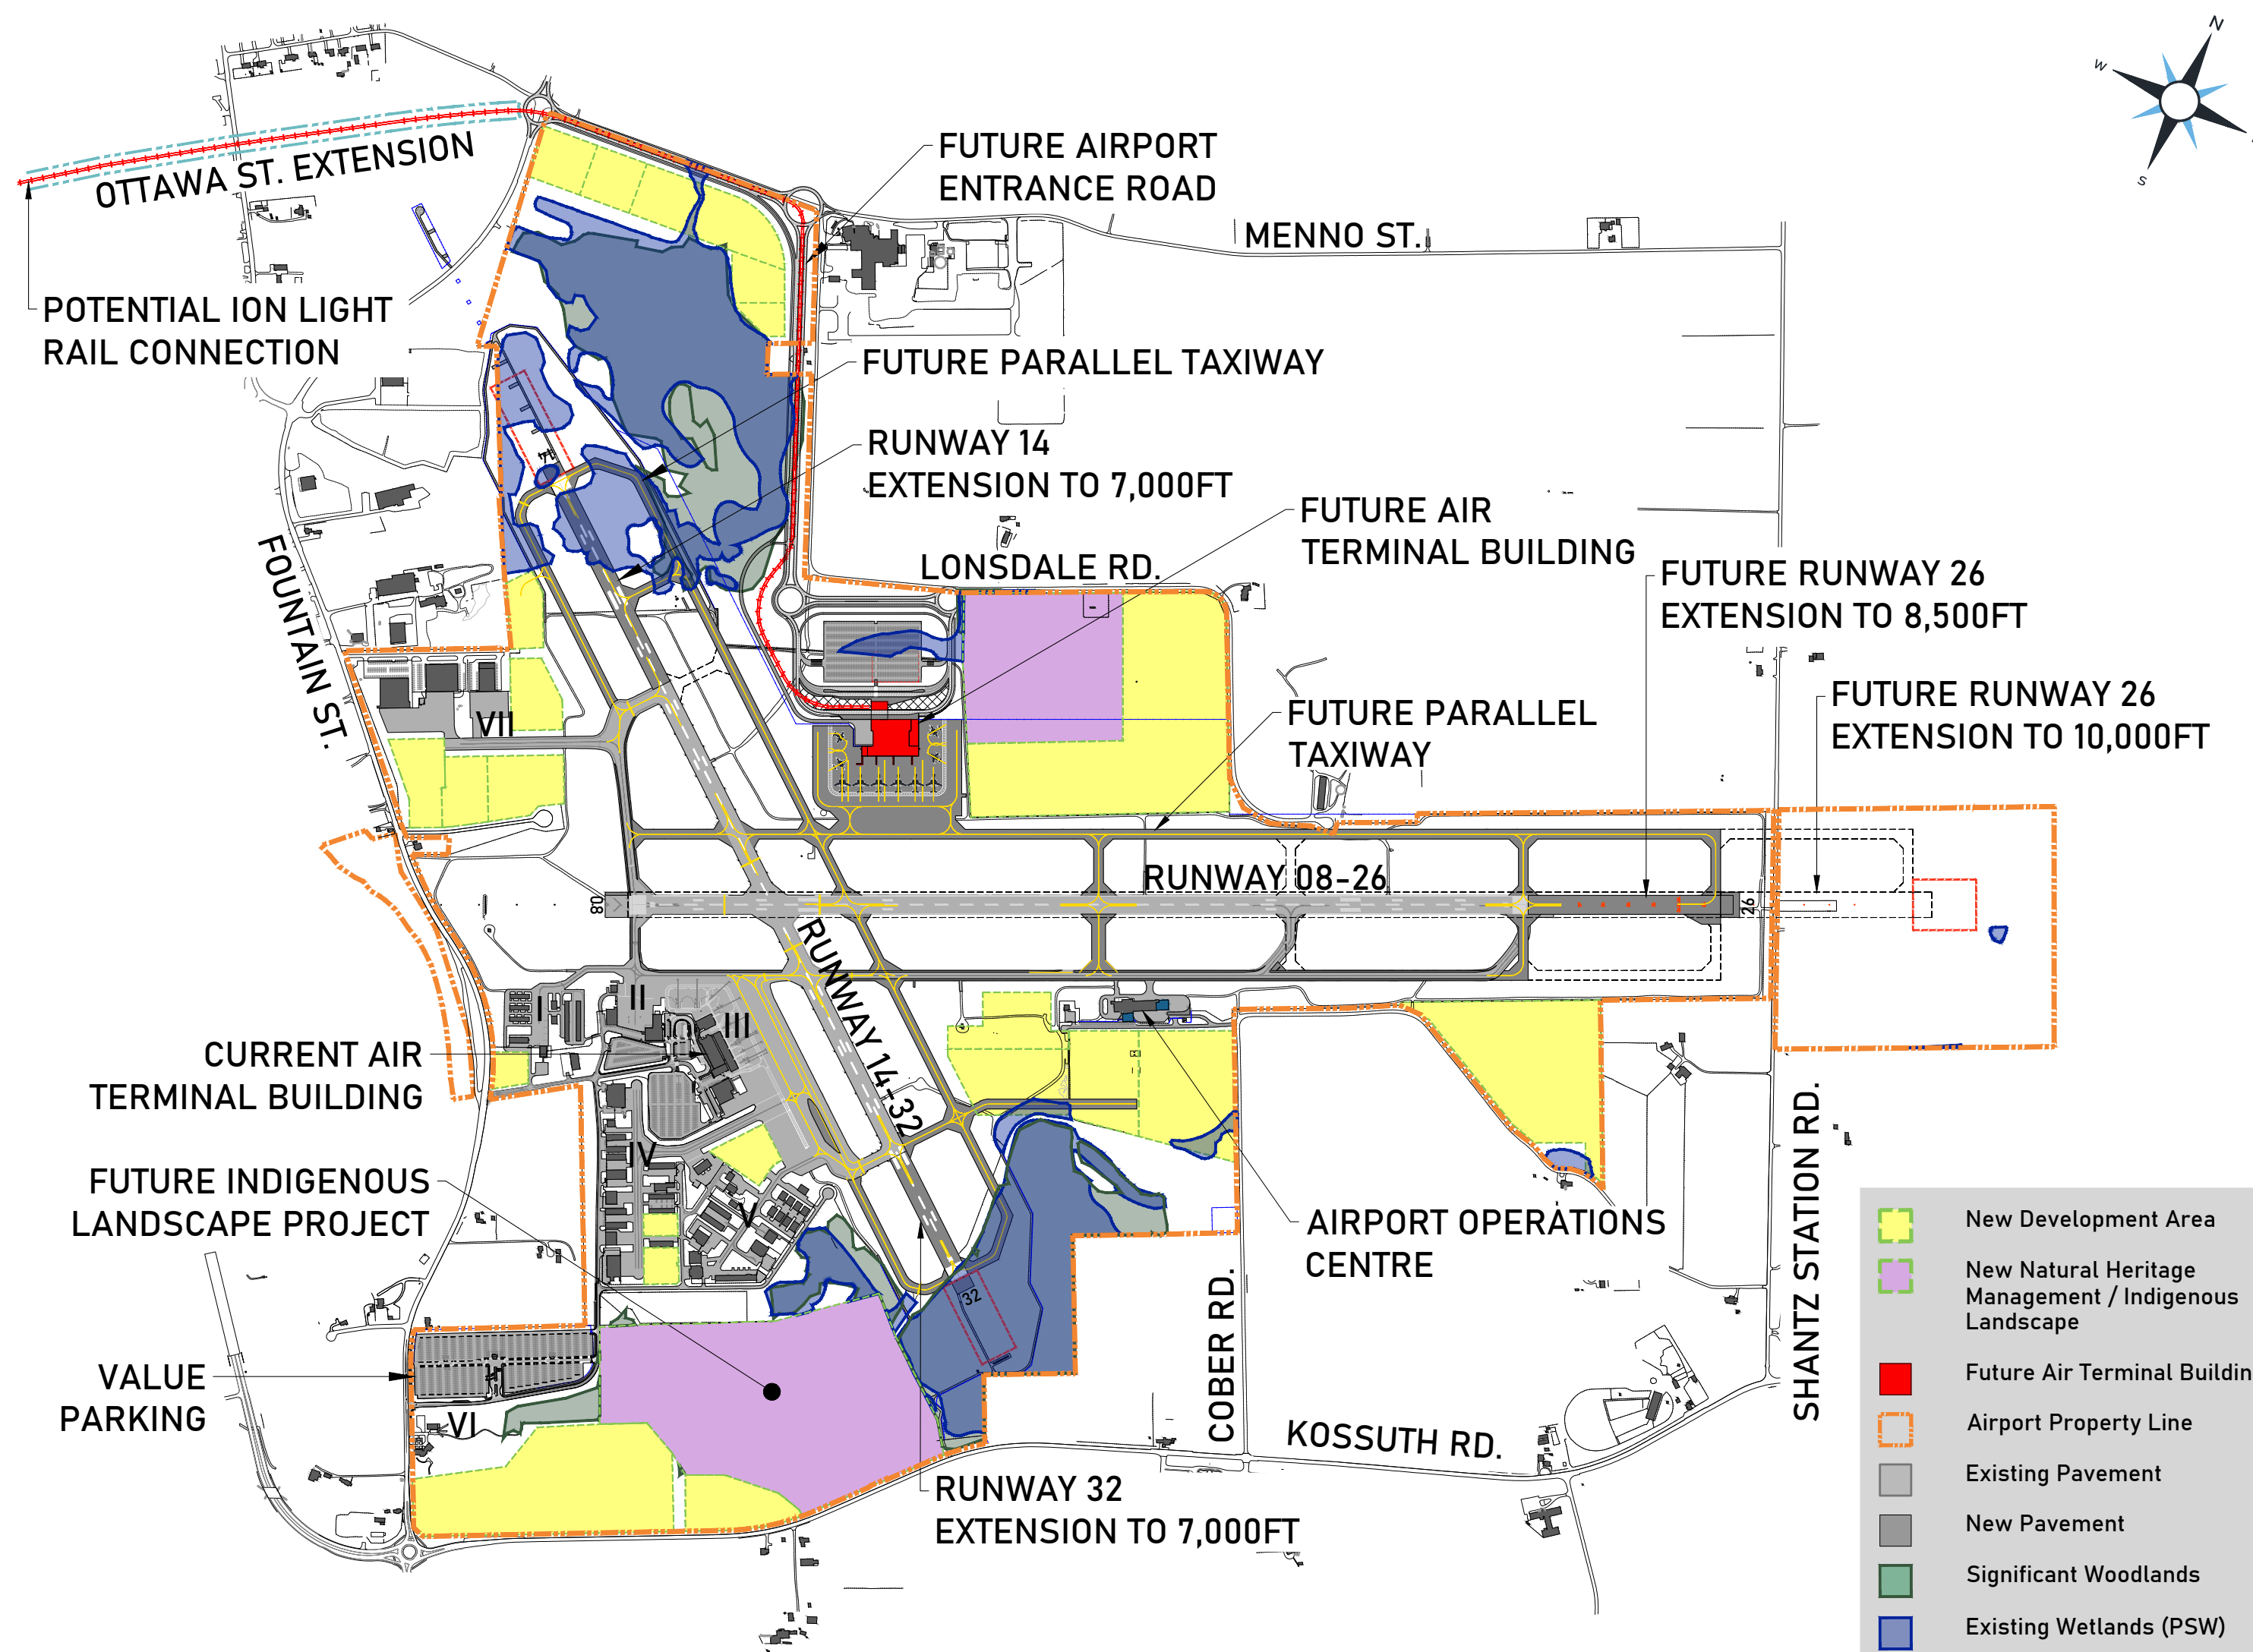 N
W
S
OTTAWA ST. EXTENSION
FUTURE AIRPORT
ENTRANCE ROAD
MENNO ST.
POTENTIAL ION LIGHT
RAIL CONNECTION
FUTURE PARALLEL TAXIWAY
RUNWAY 14
EXTENSION TO 7,000FT
FUTURE AIR
TERMINAL BUILDING
LONSDALE RD.
FUTURE RUNWAY 26
EXTENSION TO 8,500FT
FOUNTAIN ST.
FUTURE RUNWAY 26
EXTENSION TO 10,000FT
VII
FUTURE PARALLEL
TAXIWAY
RUNWAY 08-26
08
26
RUNWAY 14-32
I
II
III
CURRENT AIR
TERMINAL BUILDING
IV
V
FUTURE INDIGENOUS
LANDSCAPE PROJECT
AIRPORT OPERATIONS
CENTRE
32
VALUE
PARKING
VI
COBER RD.
KOSSUTH RD.
SHANTZ STATION RD.
RUNWAY 32
EXTENSION TO 7,000FT
New Development Area
New Natural Heritage
Management / Indigenous
Landscape
Future Air Terminal Buildin
Airport Property Line
Existing Pavement
New Pavement
Significant Woodlands
Existing Wetlands (PSW)